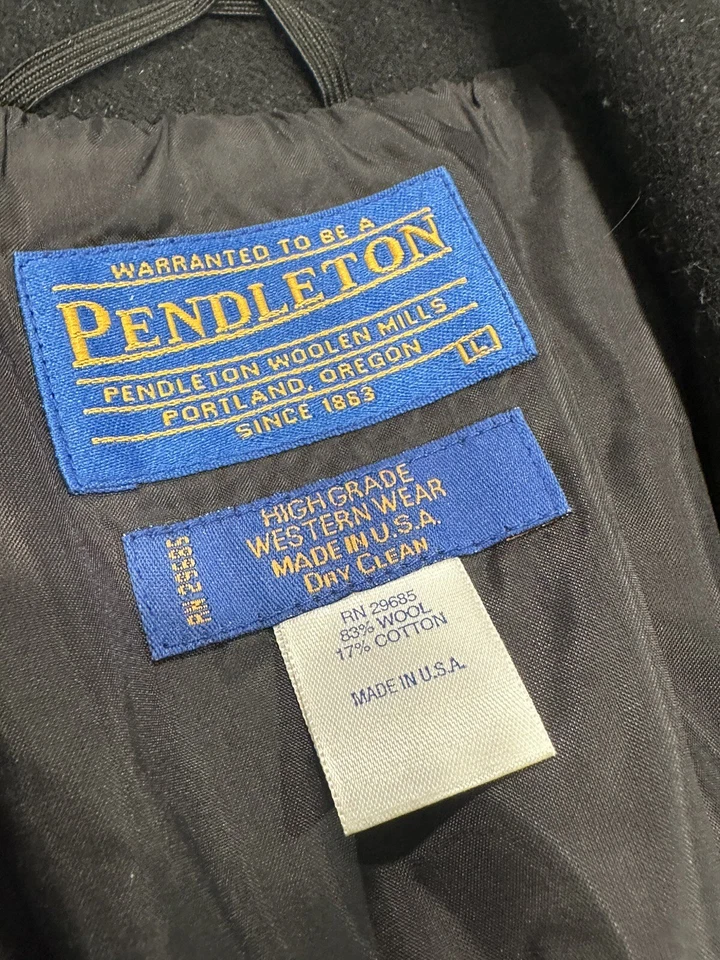 WARRANTED TO BE A
PENDLETON
PENDLETON WOOLEN MILLS
PORTLAND, OREGON
L
SINCE 1863
RN 29685
HIGH GRADE
WESTERN WEAR
MADE IN U.S.A.
DRY CLEAN
RN 29685
83% WOOL
17% COTTON
MADE IN U.S.A.